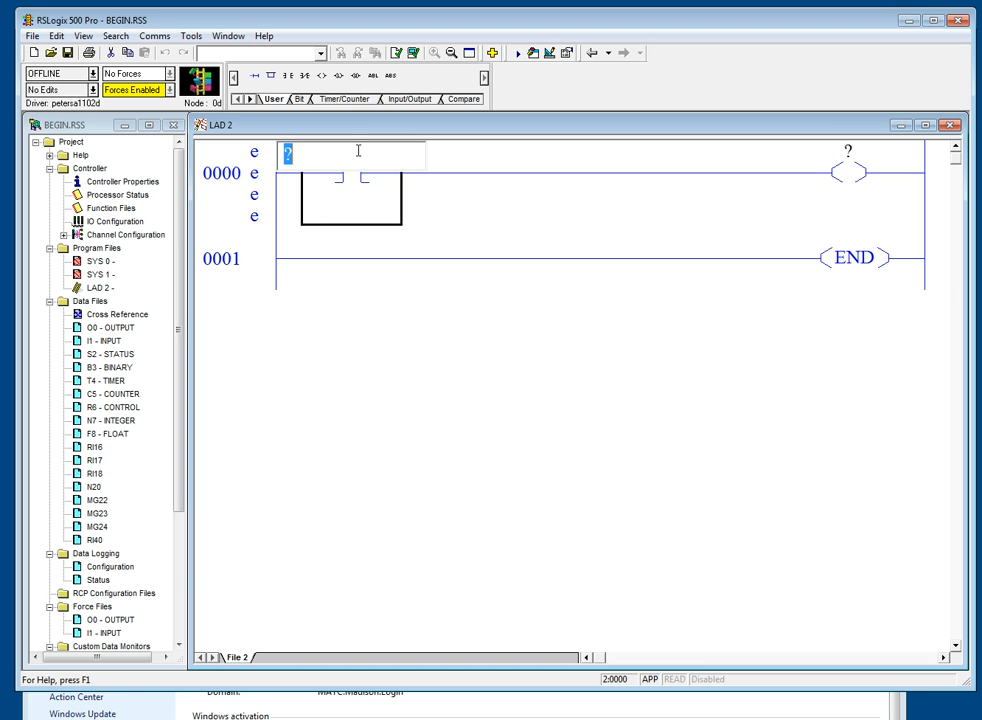 RSLogix 500 Pro - BEGIN.RSS
File Edit View Search Comms Tools Window Help
OFFLINE No Forces
No Edits Forces Enabled
Driver: petersa1102d Node: 0d
ABL ABS
User Bit Timer/Counter Input/Output Compare
BEGIN.RSS
Project
Help
Controller
Controller Properties
Processor Status
Function Files
IO Configuration
Channel Configuration
Program Files
SYS 0 -
SYS 1 -
LAD 2 -
Data Files
Cross Reference
O0 - OUTPUT
I1 - INPUT
S2 - STATUS
B3 - BINARY
T4 - TIMER
C5 - COUNTER
R6 - CONTROL
N7 - INTEGER
F8 - FLOAT
RI16
RI17
RI18
N20
MG22
MG23
MG24
RI40
Data Logging
Configuration
Status
RCP Configuration Files
Force Files
O0 - OUTPUT
I1 - INPUT
Custom Data Monitors
LAD 2
e ? ?
0000 e
e
e
0001 END
File 2
For Help, press F1 2:0000 APP READ Disabled
Action Center
Windows Update
Domain: MATC.Madison.Login
Windows activation